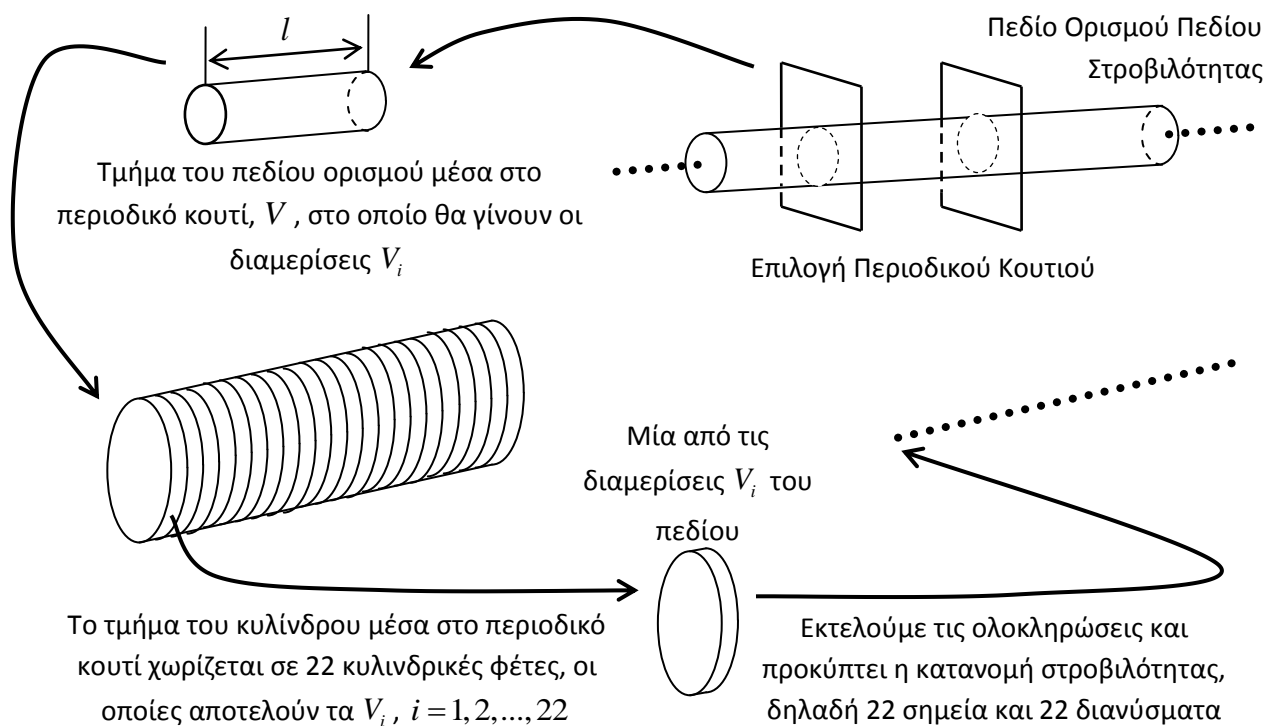 Πεδίο Ορισμού Πεδίου
Στροβιλότητας
l
Τμήμα του πεδίου ορισμού μέσα στο
περιοδικό κουτί, V , στο οποίο θα γίνουν οι
διαμερίσεις V_i
Επιλογή Περιοδικού Κουτιού
Μία από τις
διαμερίσεις V_i του
πεδίου
Το τμήμα του κυλίνδρου μέσα στο περιοδικό
κουτί χωρίζεται σε 22 κυλινδρικές φέτες, οι
οποίες αποτελούν τα V_i , i = 1, 2, ..., 22
Εκτελούμε τις ολοκληρώσεις και
προκύπτει η κατανομή στροβιλότητας,
δηλαδή 22 σημεία και 22 διανύσματα